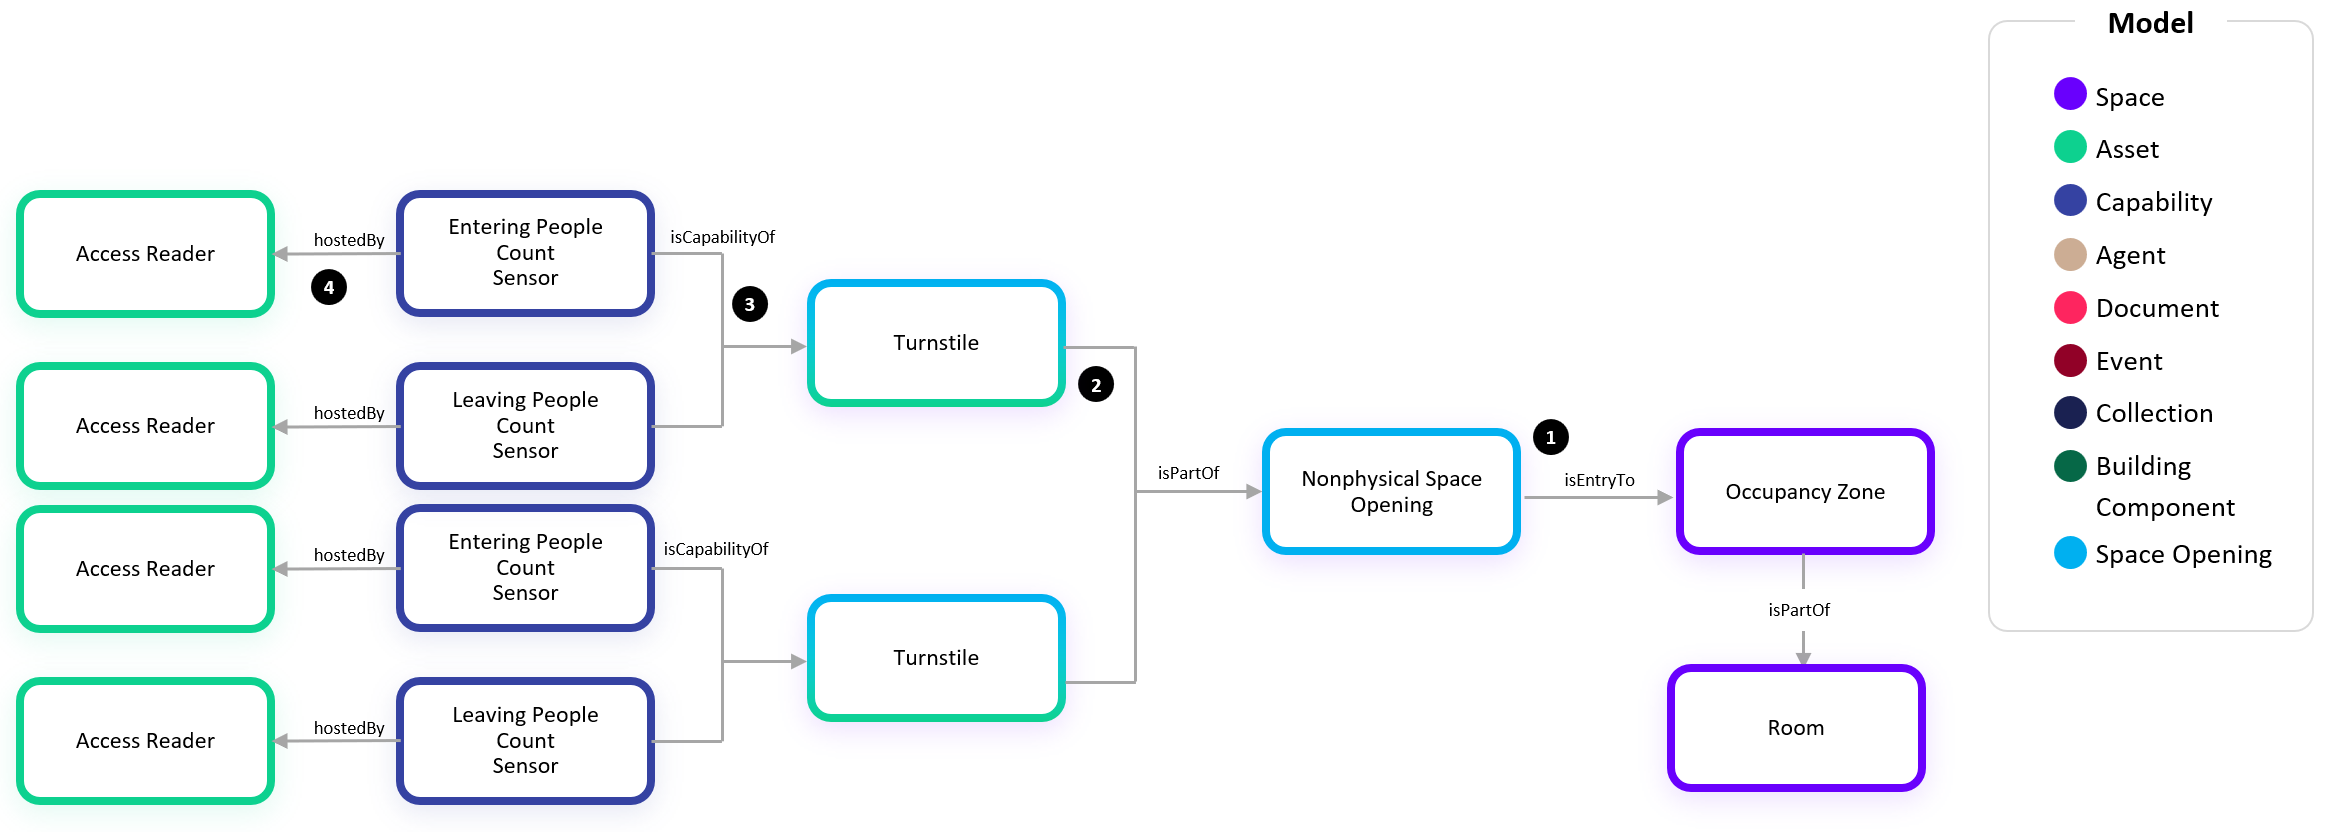 Model
Space
Asset
Capability
Agent
Document
Event
Collection
Building
Component
Space Opening
Access Reader
hostedBy
4
Entering People
Count
Sensor
isCapabilityOf
3
Access Reader
hostedBy
Leaving People
Count
Sensor
Turnstile
2
Access Reader
hostedBy
Entering People
Count
Sensor
isCapabilityOf
Access Reader
hostedBy
Leaving People
Count
Sensor
Turnstile
isPartOf
Nonphysical Space
Opening
1
isEntryTo
Occupancy Zone
isPartOf
Room